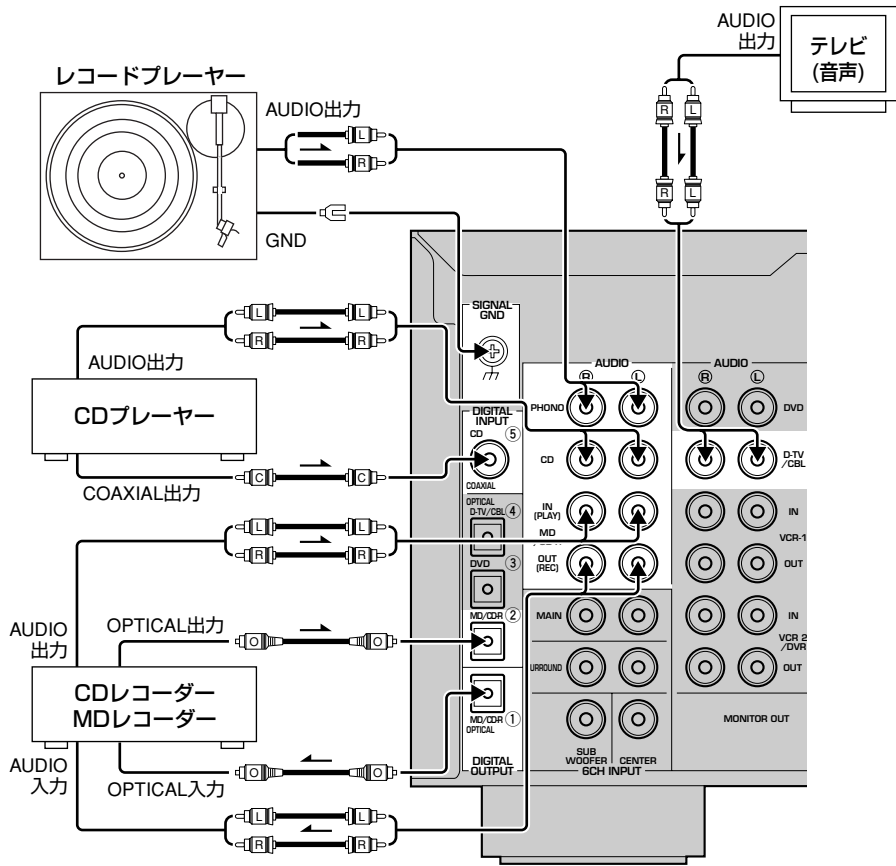 AUDIO
出力
テレビ
(音声)
レコードプレーヤー
AUDIO出力
L
R
R
L
R
L
GND
L
L
R
R
AUDIO出力
CDプレーヤー
C
C
COAXIAL出力
L
L
R
R
AUDIO
出力
OPTICAL出力
O
O
CDレコーダー
MDレコーダー
AUDIO
入力
OPTICAL入力
O
O
L
L
R
R
SIGNAL
GND
DIGITAL
INPUT
CD
⑤
COAXIAL
OPTICAL
D-TV/CBL
④
DVD
③
MD/CD-R
②
MD/CD-R
①
OPTICAL
DIGITAL
OUTPUT
AUDIO
R
L
PHONO
CD
IN
(PLAY)
MD
OUT
(REC)
MAIN
SURROUND
SUB
WOOFER
CENTER
6CH INPUT
AUDIO
R
L
DVD
D-TV
/CBL
IN
VCR-1
OUT
IN
VCR 2
/DVR
OUT
MONITOR OUT